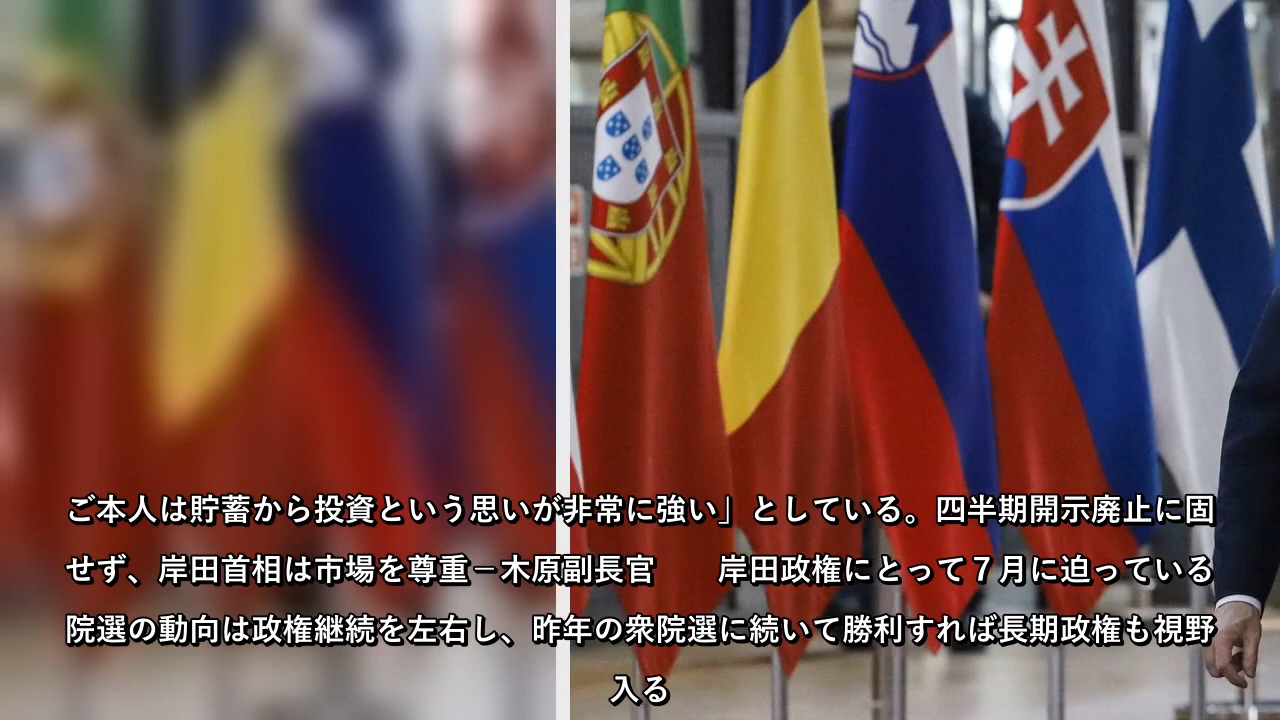 ご本人は貯蓄から投資という思いが非常に強い」としている。四半期開示廃止に固
せず、岸田首相は市場を尊重－木原副長官　　岸田政権にとって７月に迫っている
院選の動向は政権継続を左右し、昨年の衆院選に続いて勝利すれば長期政権も視野
入る